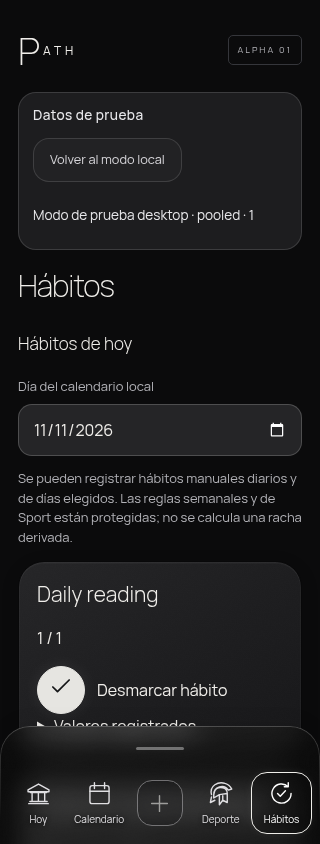 PATH
ALPHA 01
Datos de prueba
Volver al modo local
Modo de prueba desktop · pooled · 1
Hábitos
Hábitos de hoy
Día del calendario local
11/11/2026
Se pueden registrar hábitos manuales diarios y
de días elegidos. Las reglas semanales y de
Sport están protegidas; no se calcula una racha
derivada.
Daily reading
1 / 1
Desmarcar hábito
Valores registrados
Hoy
Calendario
Deporte
Hábitos